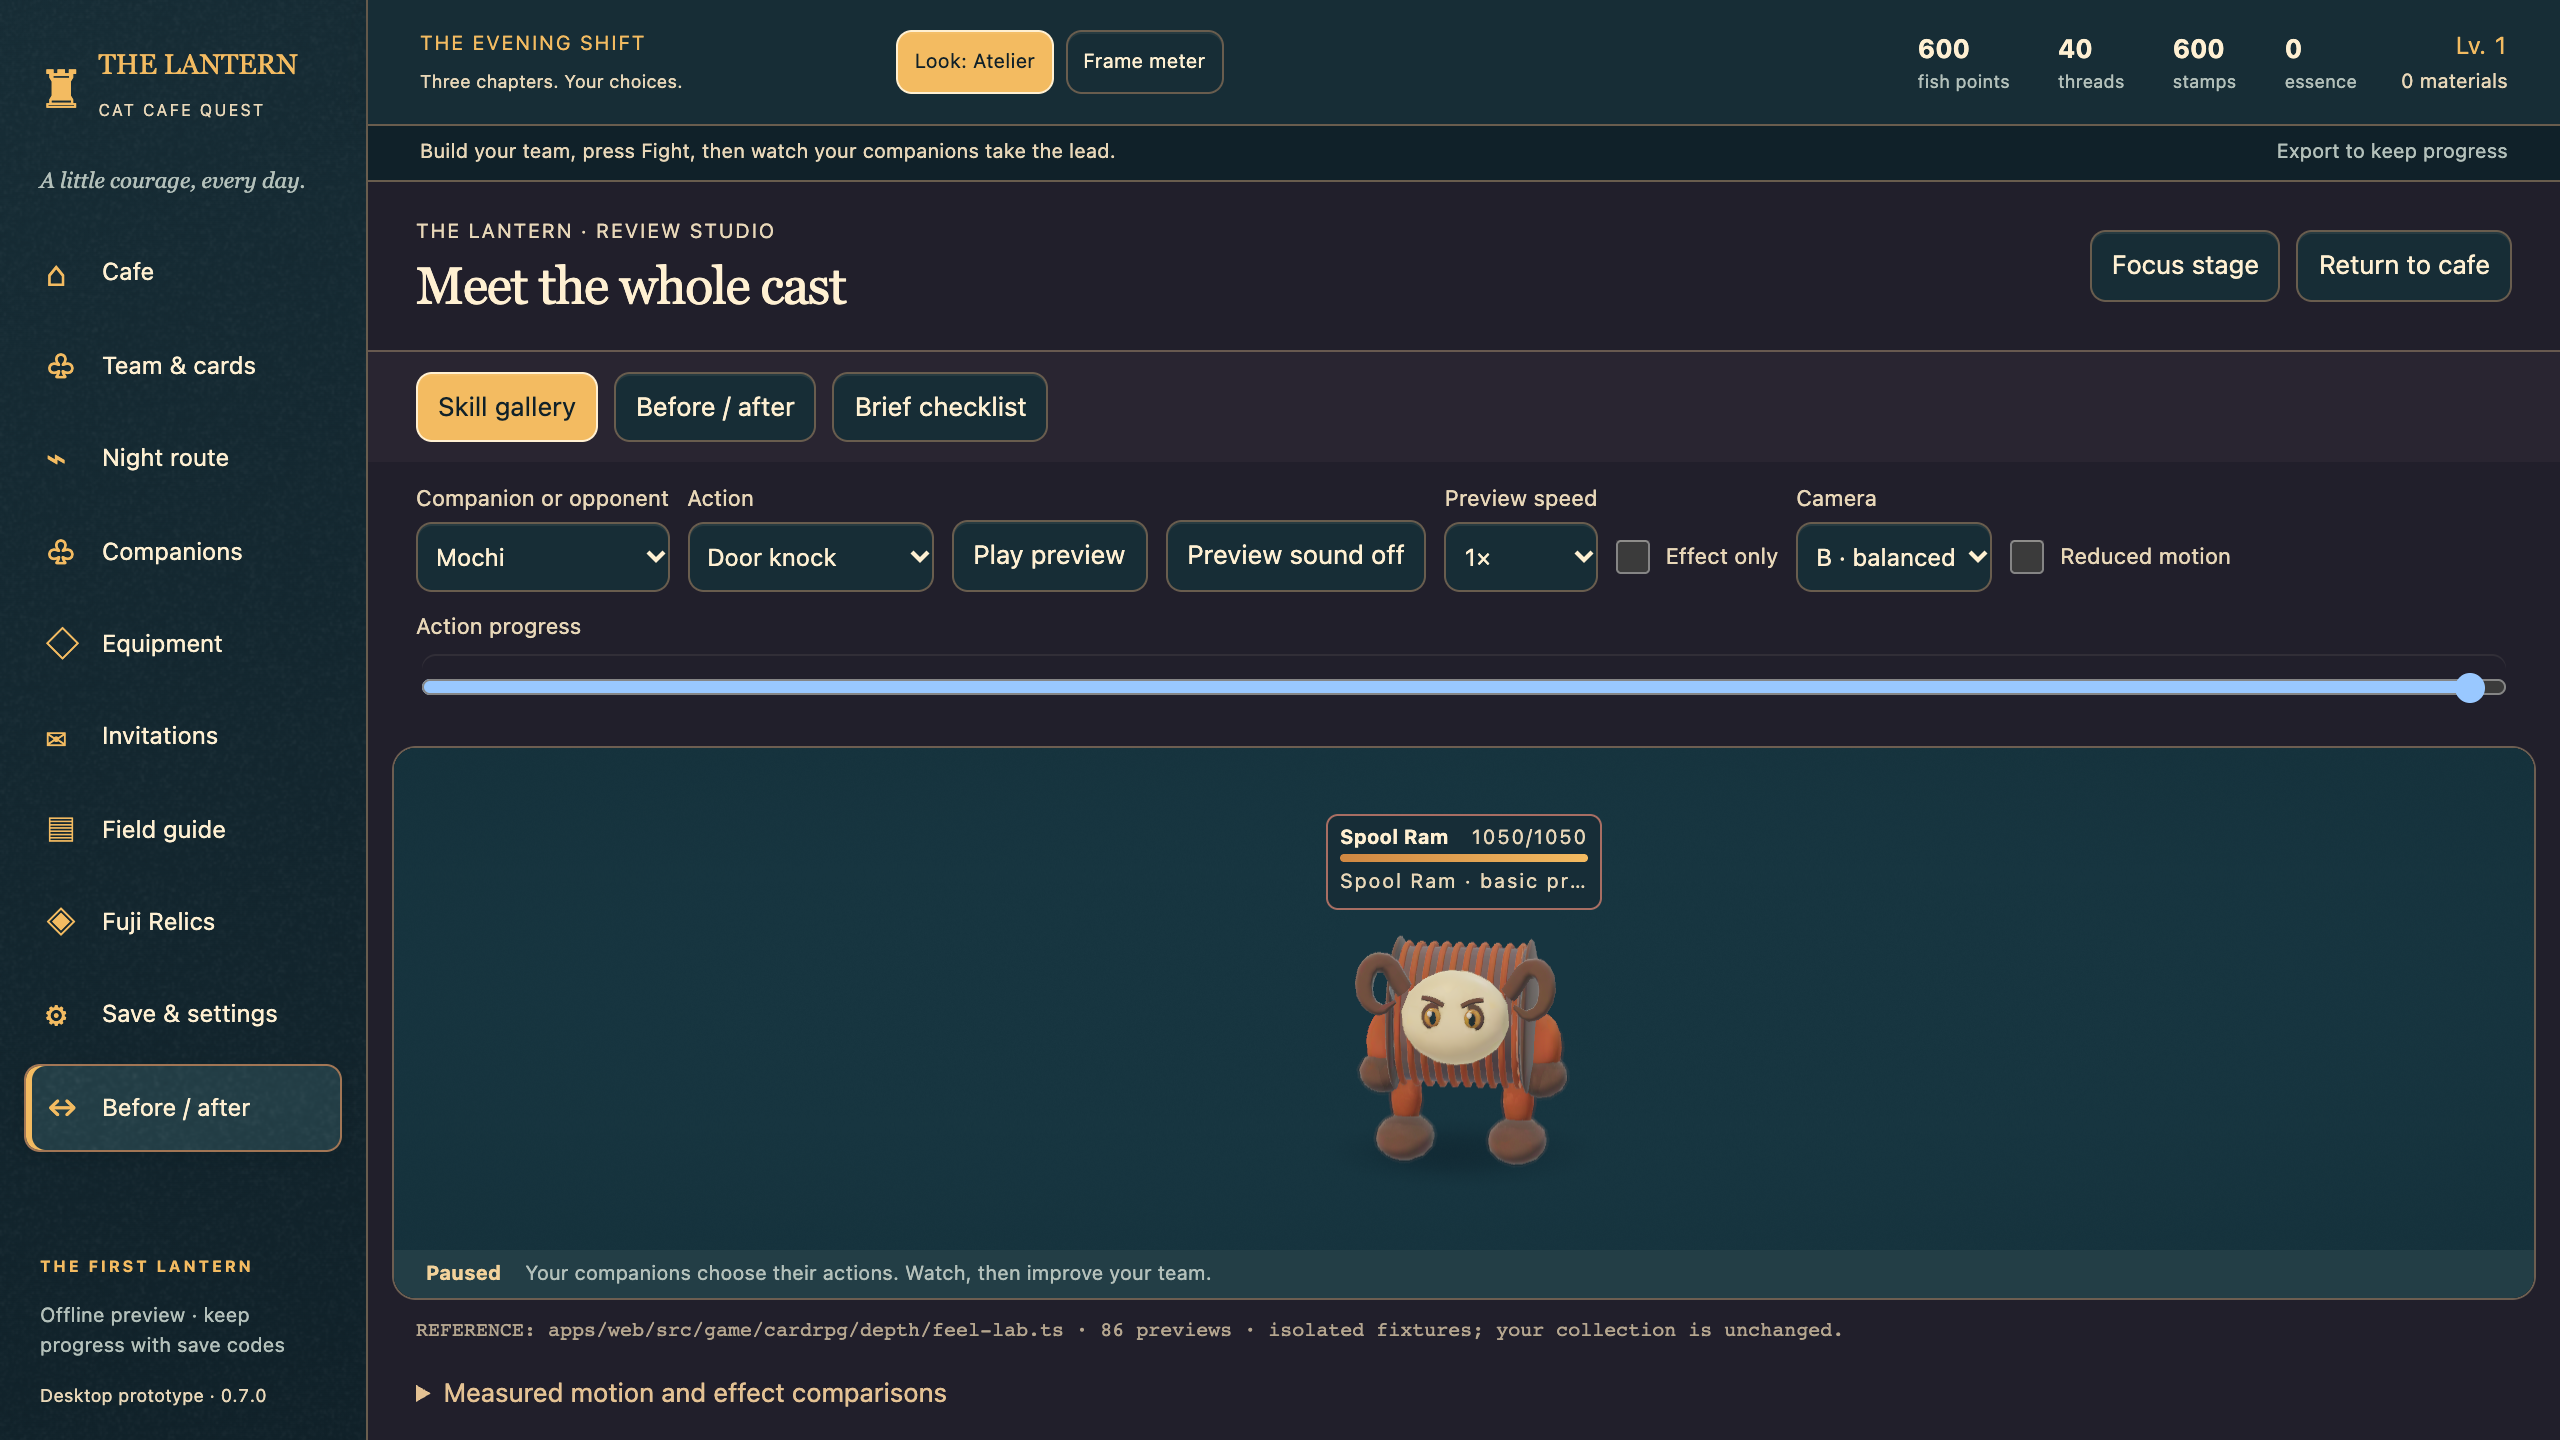 THE LANTERN
CAT CAFE QUEST
A little courage, every day.
Cafe
Team & cards
Night route
Companions
Equipment
Invitations
Field guide
Fuji Relics
Save & settings
Before / after
THE FIRST LANTERN
Offline preview · keep
progress with save codes
Desktop prototype · 0.7.0
THE EVENING SHIFT
Three chapters. Your choices.
Look: Atelier
Frame meter
600
fish points
40
threads
600
stamps
0
essence
Lv. 1
0 materials
Build your team, press Fight, then watch your companions take the lead.
Export to keep progress
THE LANTERN · REVIEW STUDIO
Meet the whole cast
Focus stage
Return to cafe
Skill gallery
Before / after
Brief checklist
Companion or opponent
Mochi
Action
Door knock
Play preview
Preview sound off
Preview speed
1×
Effect only
Camera
B · balanced
Reduced motion
Action progress
Spool Ram 1050/1050
Spool Ram · basic pr…
Paused Your companions choose their actions. Watch, then improve your team.
REFERENCE: apps/web/src/game/cardrpg/depth/feel-lab.ts · 86 previews · isolated fixtures; your collection is unchanged.
Measured motion and effect comparisons